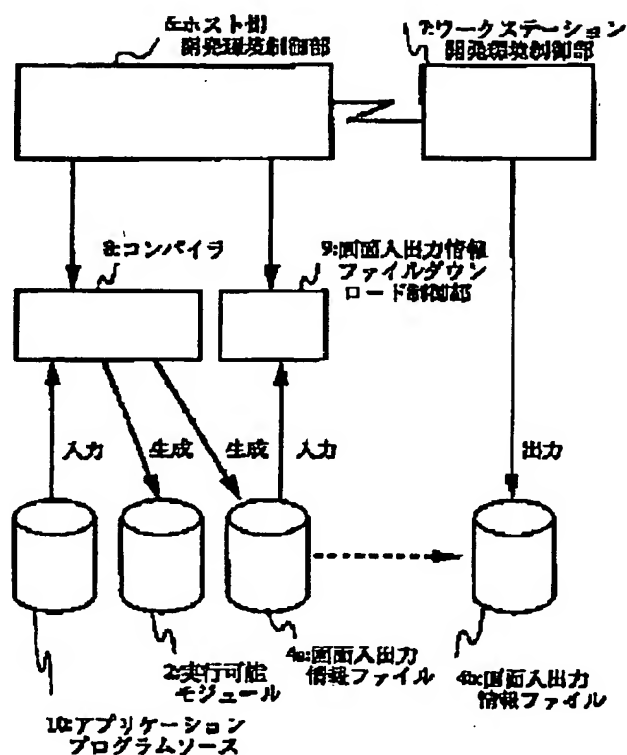 6:ホスト側
開発環境制御部
7:ワークステーション
開発環境制御部
8:コンパイラ
9:画面入出力情報
ファイルダウン
ロード制御部
入力
生成
生成
入力
出力
10:アプリケーション
プログラムソース
2:実行可能
モジュール
4a:画面入出力
情報ファイル
4b:画面入出力
情報ファイル